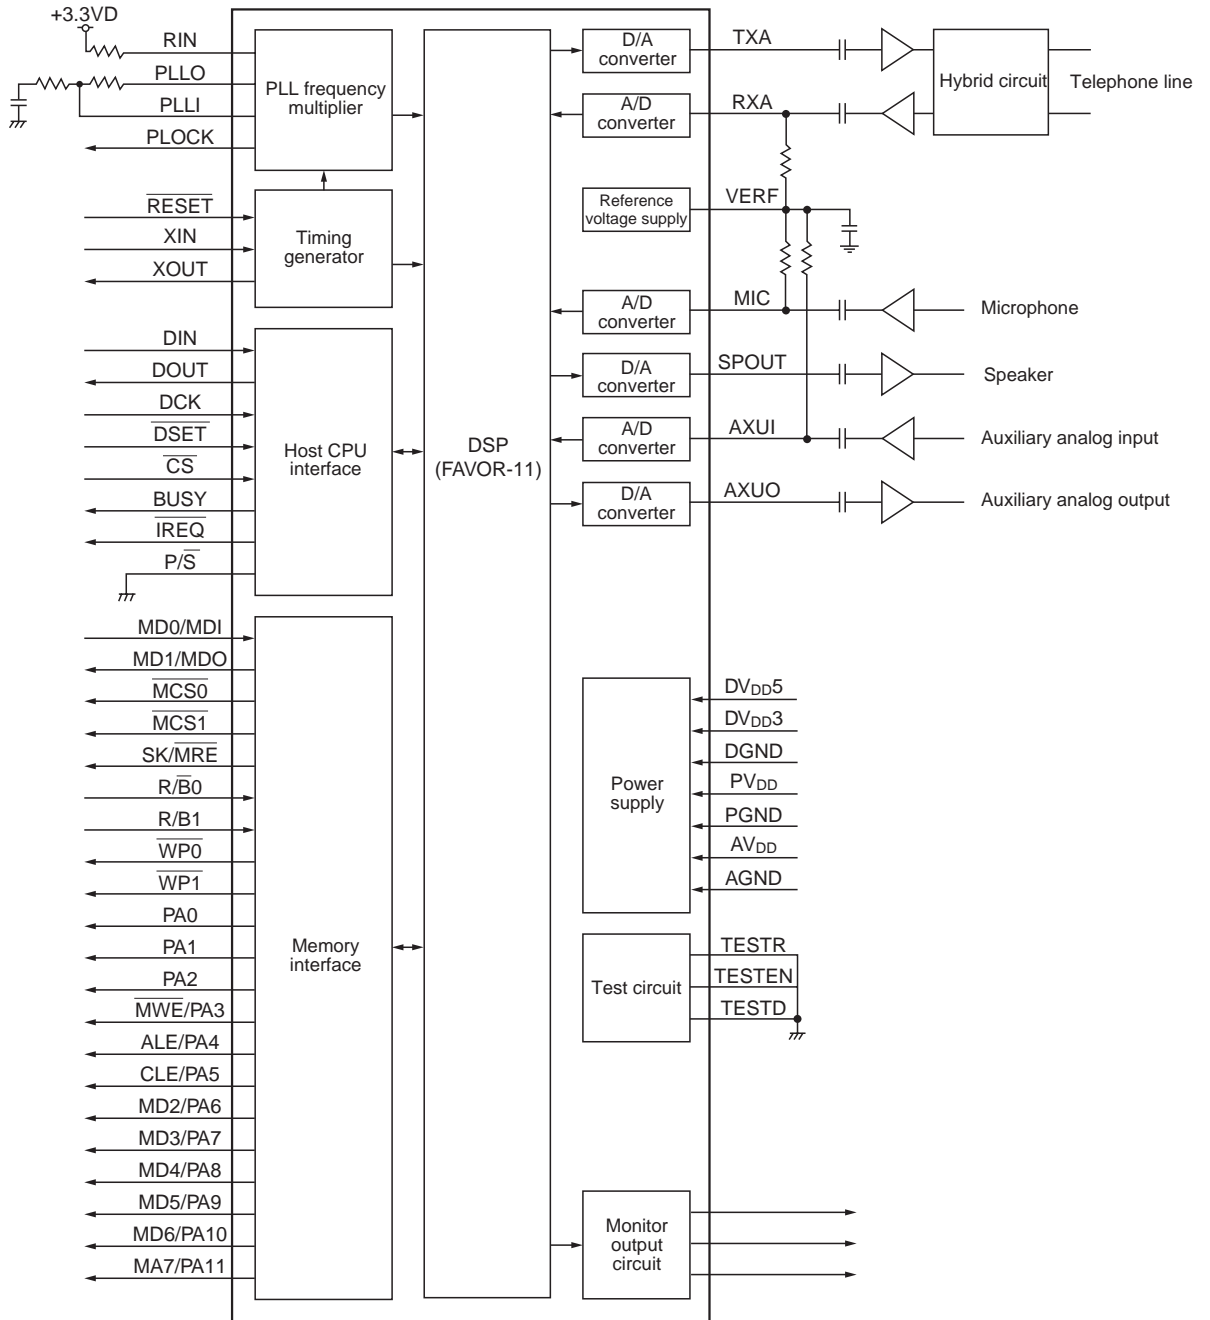 +3.3VD
RIN
PLLO
PLLI
PLOCK
PLL frequency
multiplier
RESET
XIN
XOUT
Timing
generator
DIN
DOUT
DCK
DSET
CS
BUSY
IREQ
P/S
Host CPU
interface
MD0/MDI
MD1/MDO
MCS0
MCS1
SK/MRE
R/B0
R/B1
WP0
WP1
PA0
PA1
PA2
MWE/PA3
ALE/PA4
CLE/PA5
MD2/PA6
MD3/PA7
MD4/PA8
MD5/PA9
MD6/PA10
MA7/PA11
Memory
interface
DSP
(FAVOR-11)
D/A
converter
TXA
A/D
converter
RXA
Hybrid circuit
Telephone line
Reference
voltage supply
VERF
A/D
converter
MIC
Microphone
D/A
converter
SPOUT
Speaker
A/D
converter
AXUI
Auxiliary analog input
D/A
converter
AXUO
Auxiliary analog output
Power
supply
DVDD5
DVDD3
DGND
PVDD
PGND
AVDD
AGND
Test circuit
TESTR
TESTEN
TESTD
Monitor
output
circuit